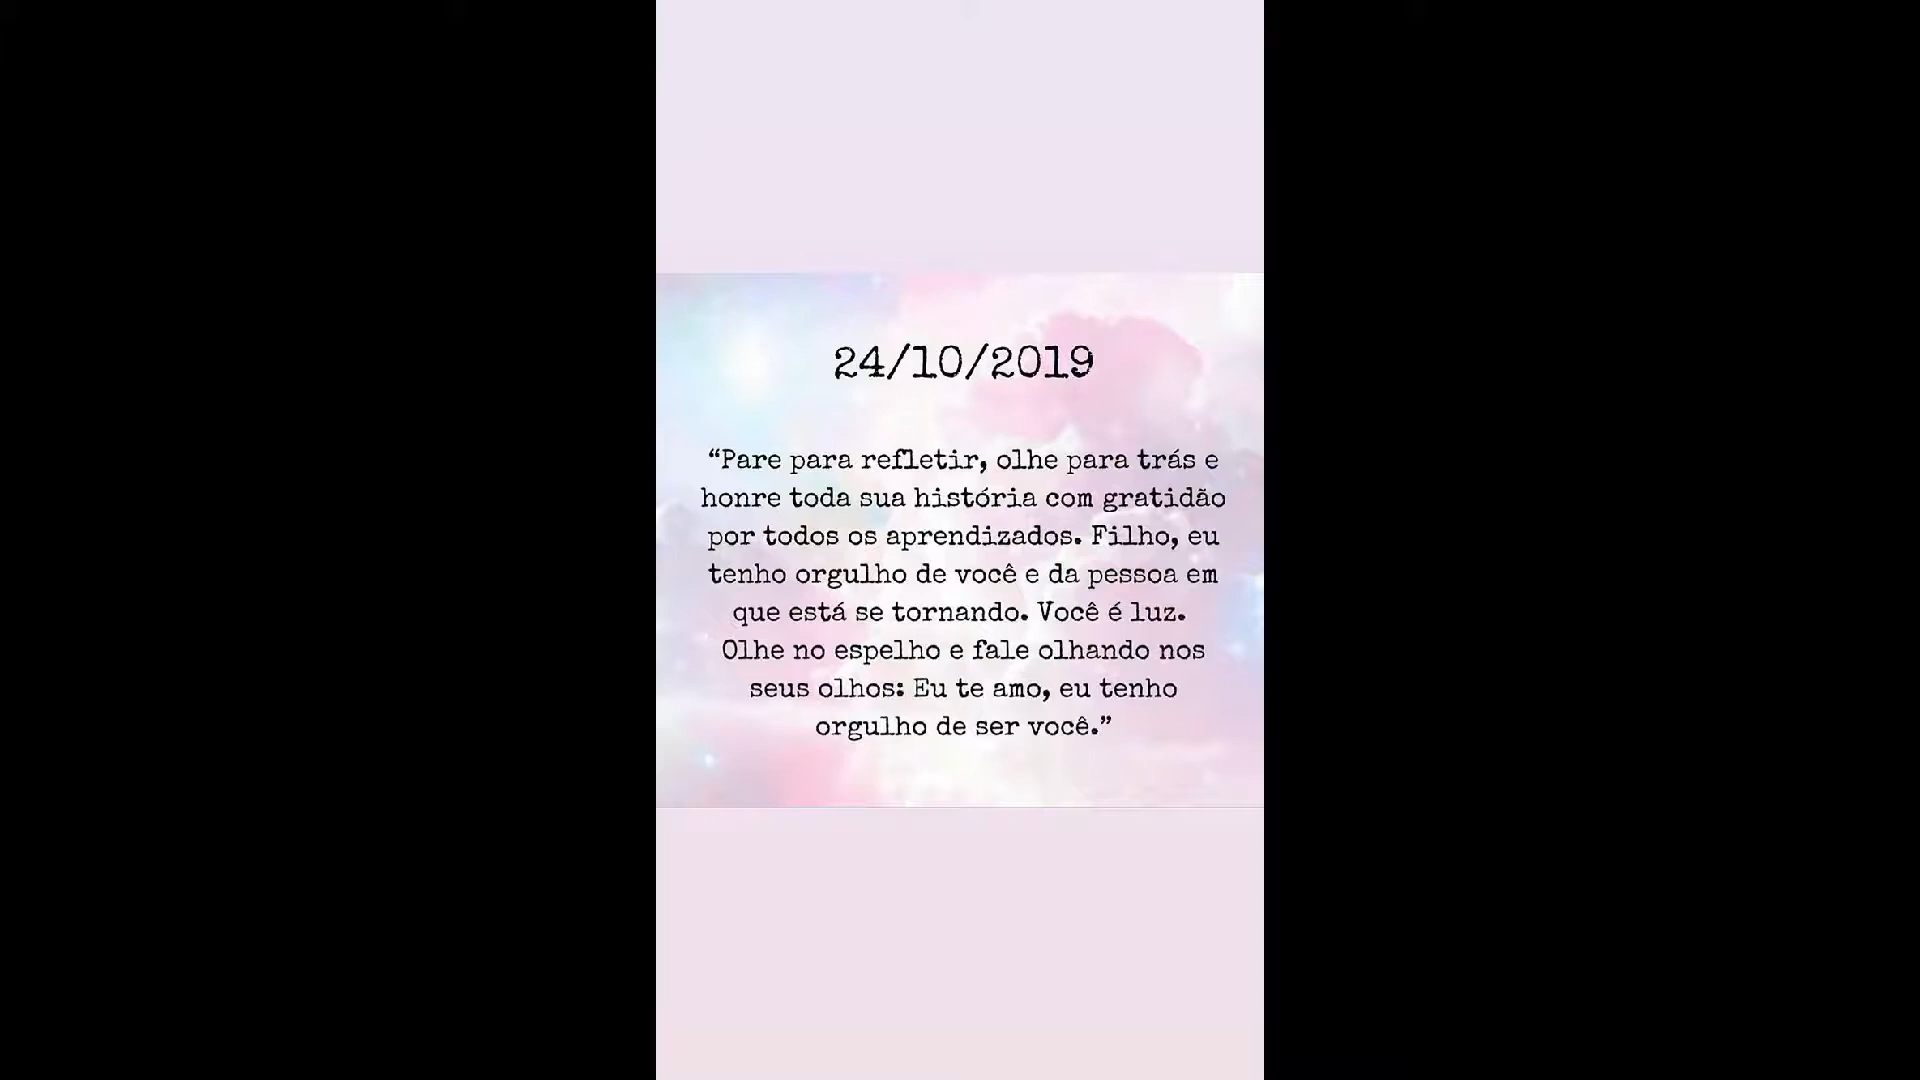 24/10/2019
“Pare para refletir, olhe para trás e
honre toda sua história com gratidão
por todos os aprendizados. Filho, eu
tenho orgulho de você e da pessoa em
que está se tornando. Você é luz.
Olhe no espelho e fale olhando nos
seus olhos: Eu te amo, eu tenho
orgulho de ser você.”